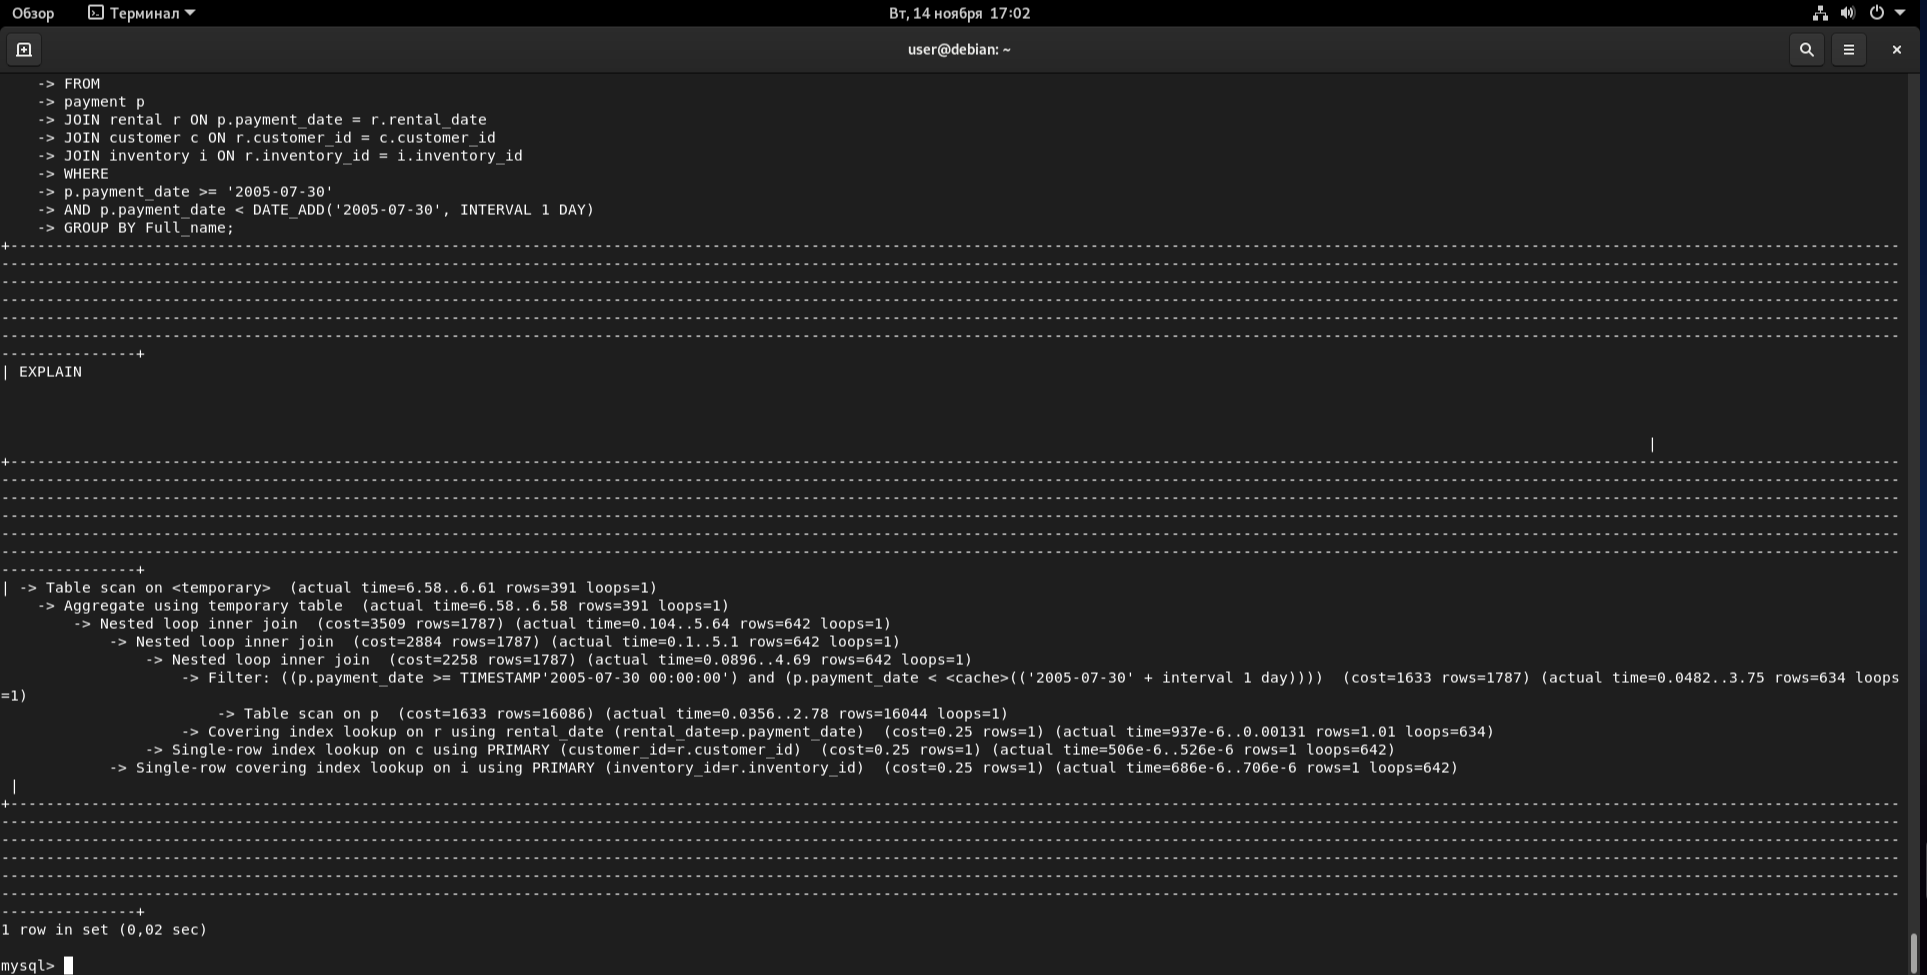 Обзор Терминал Вт, 14 ноября 17:02
user@debian: ~
-> FROM
-> payment p
-> JOIN rental r ON p.payment_date = r.rental_date
-> JOIN customer c ON r.customer_id = c.customer_id
-> JOIN inventory i ON r.inventory_id = i.inventory_id
-> WHERE
-> p.payment_date >= '2005-07-30'
-> AND p.payment_date < DATE_ADD('2005-07-30', INTERVAL 1 DAY)
-> GROUP BY Full_name;
| EXPLAIN
|
| -> Table scan on <temporary>  (actual time=6.58..6.61 rows=391 loops=1)
-> Aggregate using temporary table  (actual time=6.58..6.58 rows=391 loops=1)
-> Nested loop inner join  (cost=3509 rows=1787) (actual time=0.104..5.64 rows=642 loops=1)
-> Nested loop inner join  (cost=2884 rows=1787) (actual time=0.1..5.1 rows=642 loops=1)
-> Nested loop inner join  (cost=2258 rows=1787) (actual time=0.0896..4.69 rows=642 loops=1)
-> Filter: ((p.payment_date >= TIMESTAMP'2005-07-30 00:00:00') and (p.payment_date < <cache>(('2005-07-30' + interval 1 day))))  (cost=1633 rows=1787) (actual time=0.0482..3.75 rows=634 loops
=1)
-> Table scan on p  (cost=1633 rows=16086) (actual time=0.0356..2.78 rows=16044 loops=1)
-> Covering index lookup on r using rental_date (rental_date=p.payment_date)  (cost=0.25 rows=1) (actual time=937e-6..0.00131 rows=1.01 loops=634)
-> Single-row index lookup on c using PRIMARY (customer_id=r.customer_id)  (cost=0.25 rows=1) (actual time=506e-6..526e-6 rows=1 loops=642)
-> Single-row covering index lookup on i using PRIMARY (inventory_id=r.inventory_id)  (cost=0.25 rows=1) (actual time=686e-6..706e-6 rows=1 loops=642)
|
1 row in set (0,02 sec)
mysql>